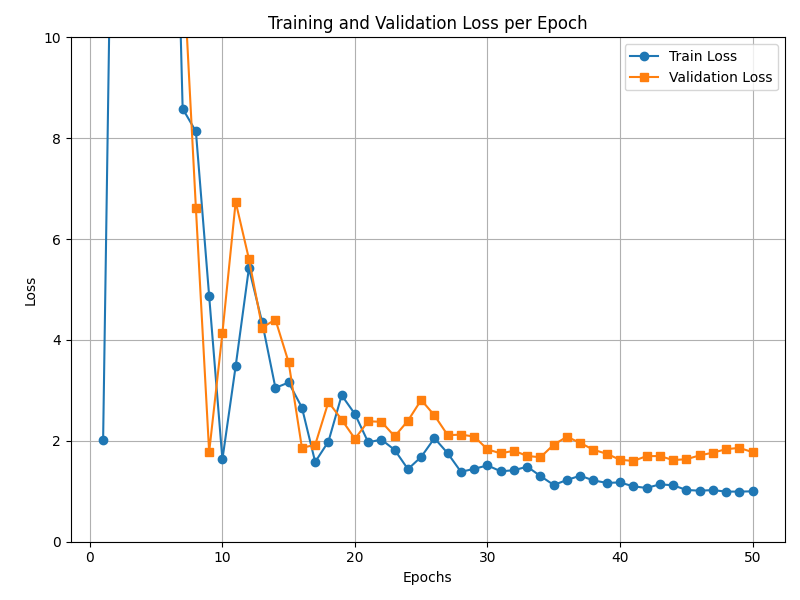 Training and Validation Loss per Epoch
Train Loss
Validation Loss
Loss
10
8
6
4
2
0
0 10 20 30 40 50
Epochs